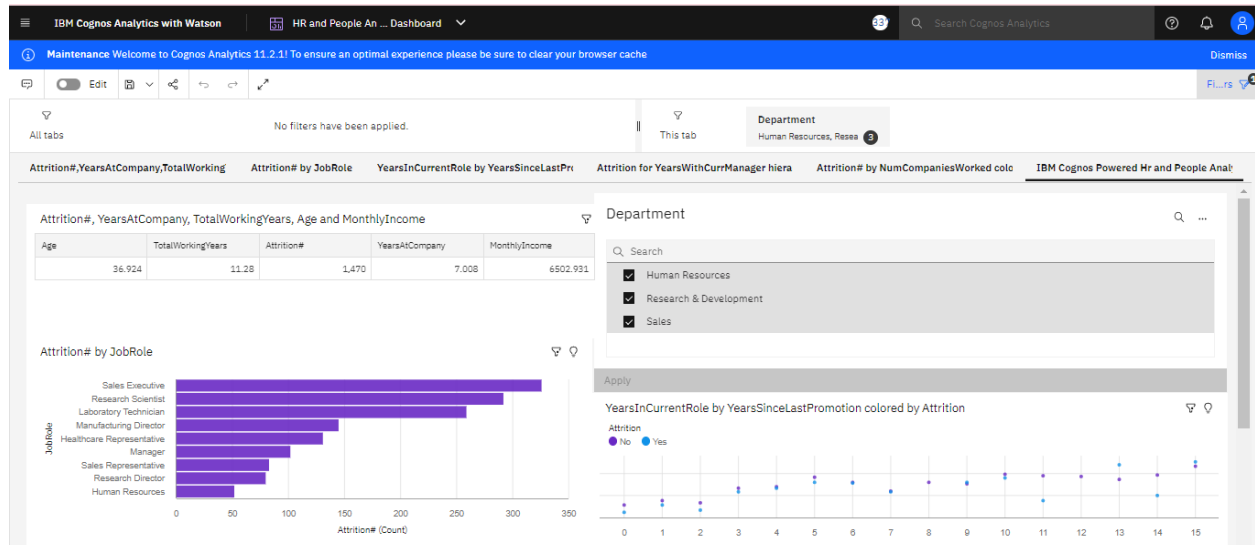 IBM Cognos Analytics with Watson
HR and People An ... Dashboard
Search Cognos Analytics
Maintenance Welcome to Cognos Analytics 11.2.1! To ensure an optimal experience please be sure to clear your browser cache
Dismiss
Edit
Fi...rs
1
All tabs
No filters have been applied.
This tab
Department
Human Resources, Resea 3
Attrition#,YearsAtCompany,TotalWorking
Attrition# by JobRole
YearsInCurrentRole by YearsSinceLastPr
Attrition for YearsWithCurrManager hiera
Attrition# by NumCompaniesWorked colo
IBM Cognos Powered Hr and People Anal
Attrition#, YearsAtCompany, TotalWorkingYears, Age and MonthlyIncome
Age TotalWorkingYears Attrition# YearsAtCompany MonthlyIncome
36.924 11.28 1,470 7.008 6502.931
Department
...
Search
Human Resources
Research & Development
Sales
Apply
Attrition# by JobRole
JobRole
Sales Executive
Research Scientist
Laboratory Technician
Manufacturing Director
Healthcare Representative
Manager
Sales Representative
Research Director
Human Resources
0 50 100 150 200 250 300 350
Attrition# (Count)
YearsInCurrentRole by YearsSinceLastPromotion colored by Attrition
Attrition
No Yes
0 1 2 3 4 5 6 7 8 9 10 11 12 13 14 15